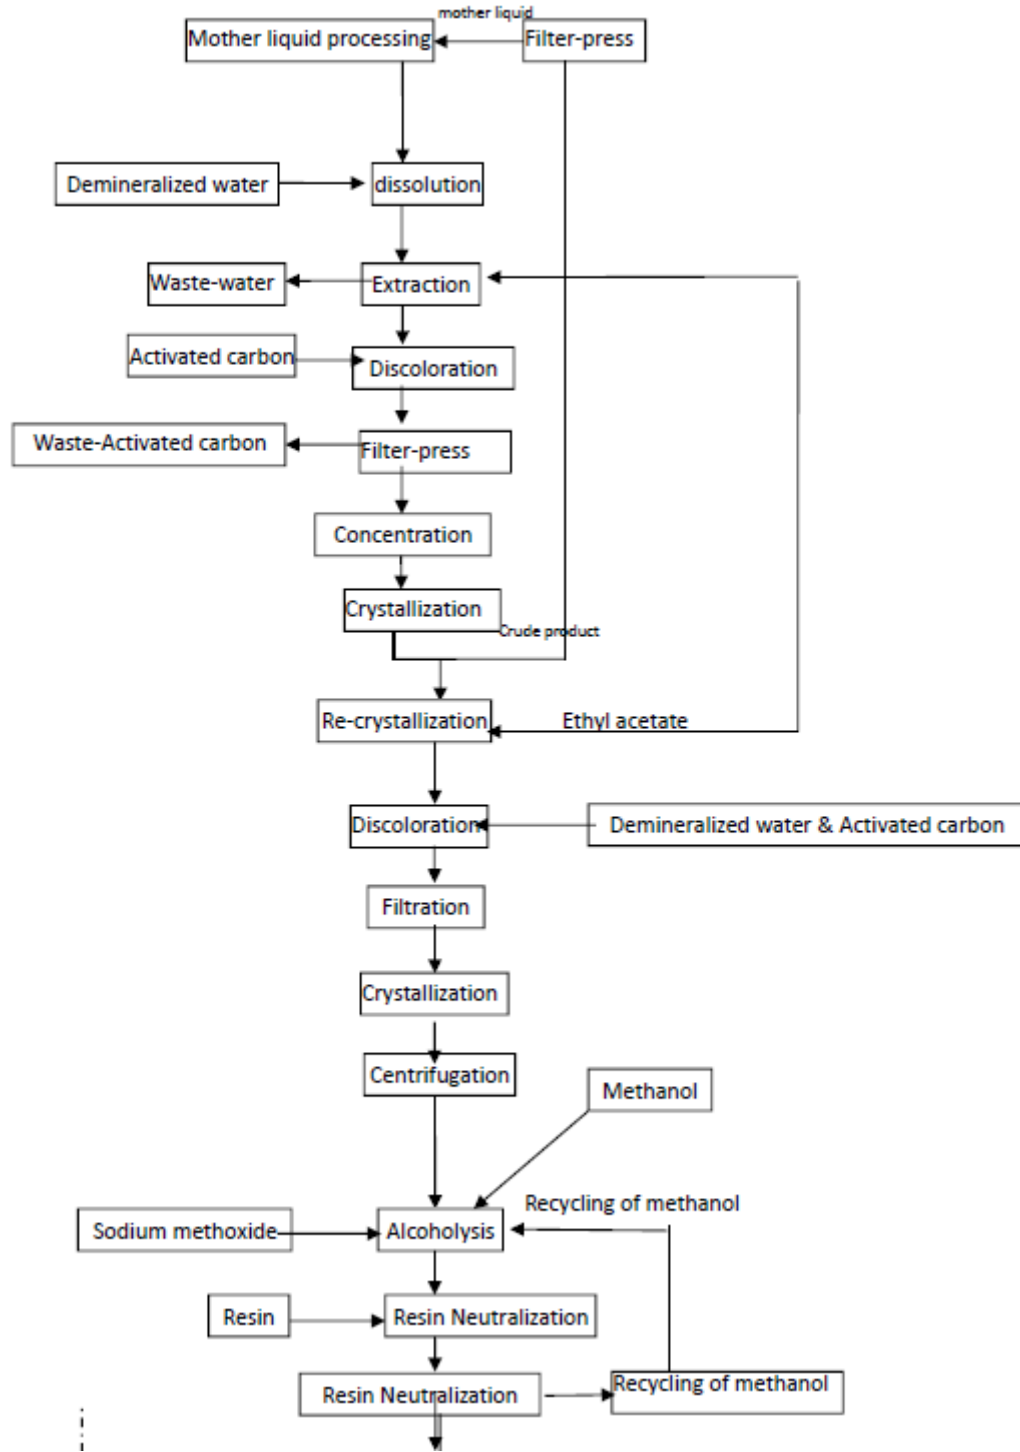 mother liquid
Mother liquid processing
Filter-press
Demineralized water
dissolution
Waste-water
Extraction
Activated carbon
Discoloration
Waste-Activated carbon
Filter-press
Concentration
Crystallization
Crude product
Re-crystallization
Ethyl acetate
Discoloration
Demineralized water & Activated carbon
Filtration
Crystallization
Centrifugation
Methanol
Recycling of methanol
Sodium methoxide
Alcoholysis
Resin
Resin Neutralization
Resin Neutralization
Recycling of methanol